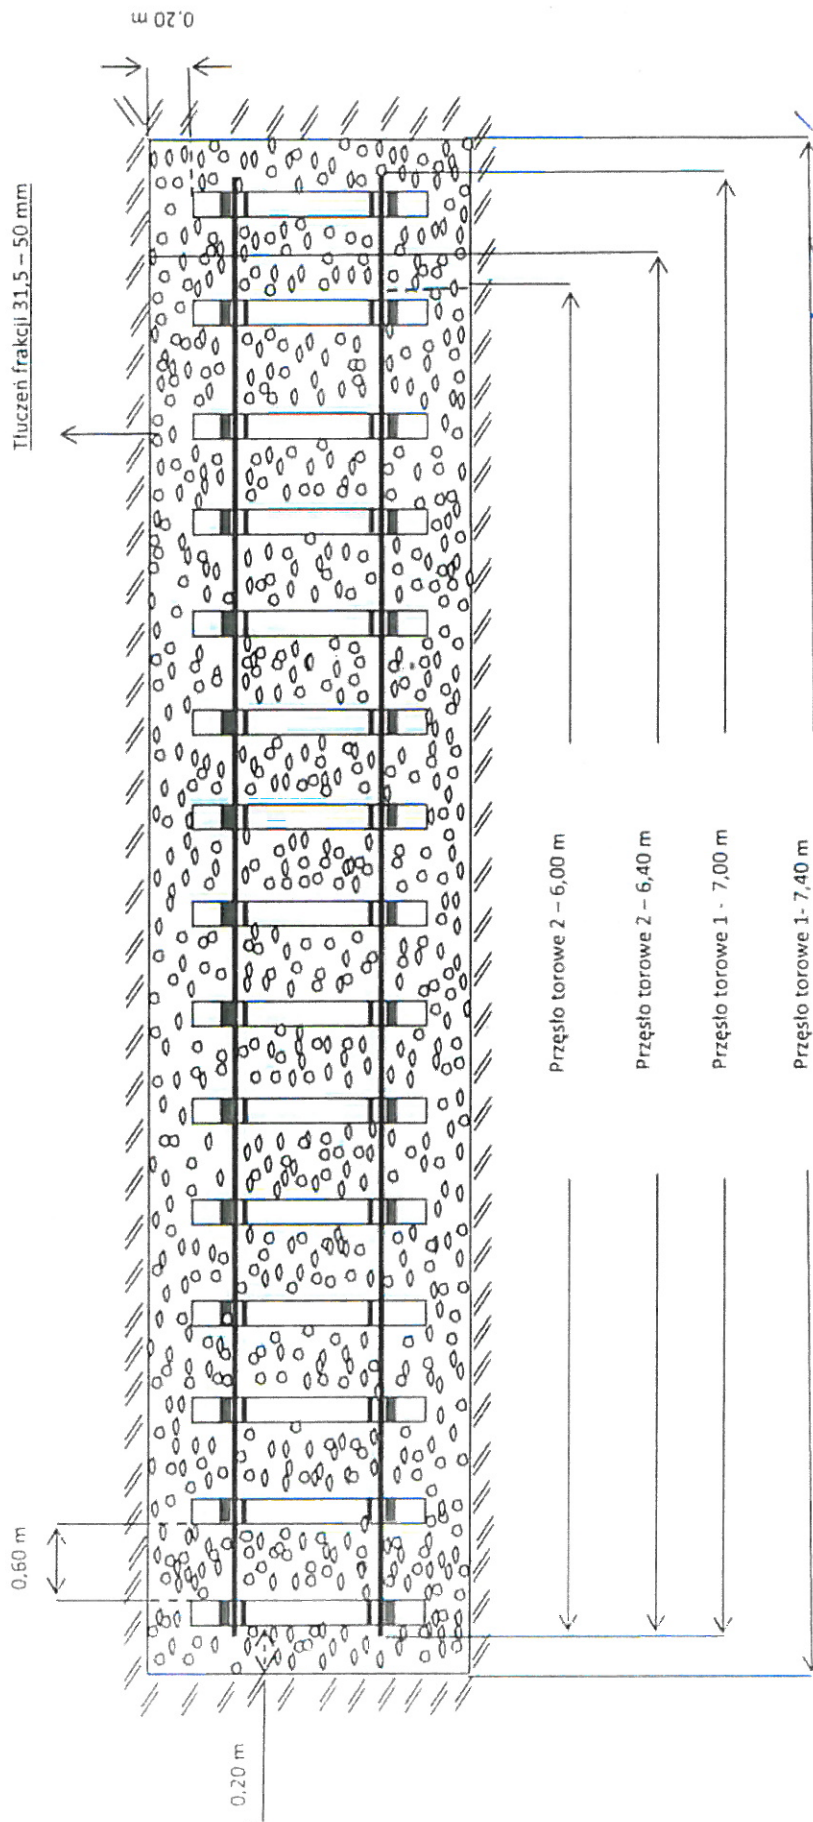 0,20 m
Tłuczeń frakcji 31,5 – 50 mm
0,60 m
0,20 m
Przęsło torowe 2 – 6,00 m
Przęsło torowe 2 – 6,40 m
Przęsło torowe 1 - 7,00 m
Przęsło torowe 1- 7,40 m